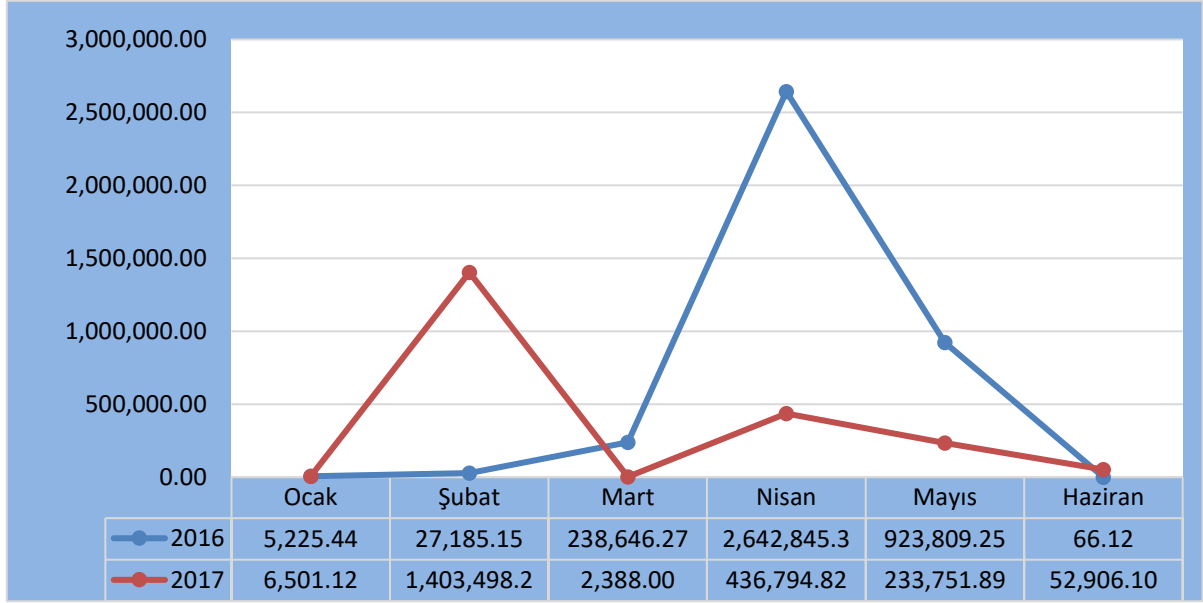 3,000,000.00
2,500,000.00
2,000,000.00
1,500,000.00
1,000,000.00
500,000.00
0.00
Ocak Şubat Mart Nisan Mayıs Haziran
2016 5,225.44 27,185.15 238,646.27 2,642,845.3 923,809.25 66.12
2017 6,501.12 1,403,498.2 2,388.00 436,794.82 233,751.89 52,906.10